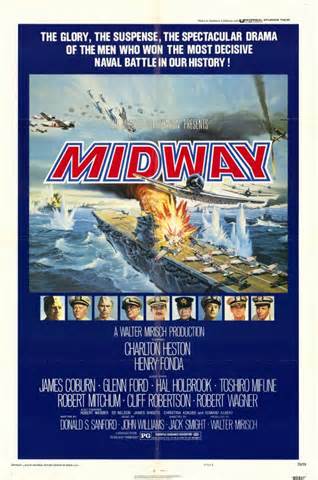 THE GLORY, THE SUSPENSE, THE SPECTACULAR DRAMA
OF THE MEN WHO WON THE MOST DECISIVE
NAVAL BATTLE IN OUR HISTORY!
PRESENTS
MIDWAY
A WALTER MIRISCH PRODUCTION
CHARLTON HESTON
HENRY FONDA
JAMES COBURN · GLENN FORD · HAL HOLBROOK · TOSHIRO MIFUNE
ROBERT MITCHUM · CLIFF ROBERTSON · ROBERT WAGNER
DONALD S. SANFORD · JOHN WILLIAMS · JACK SMIGHT · WALTER MIRISCH
PG